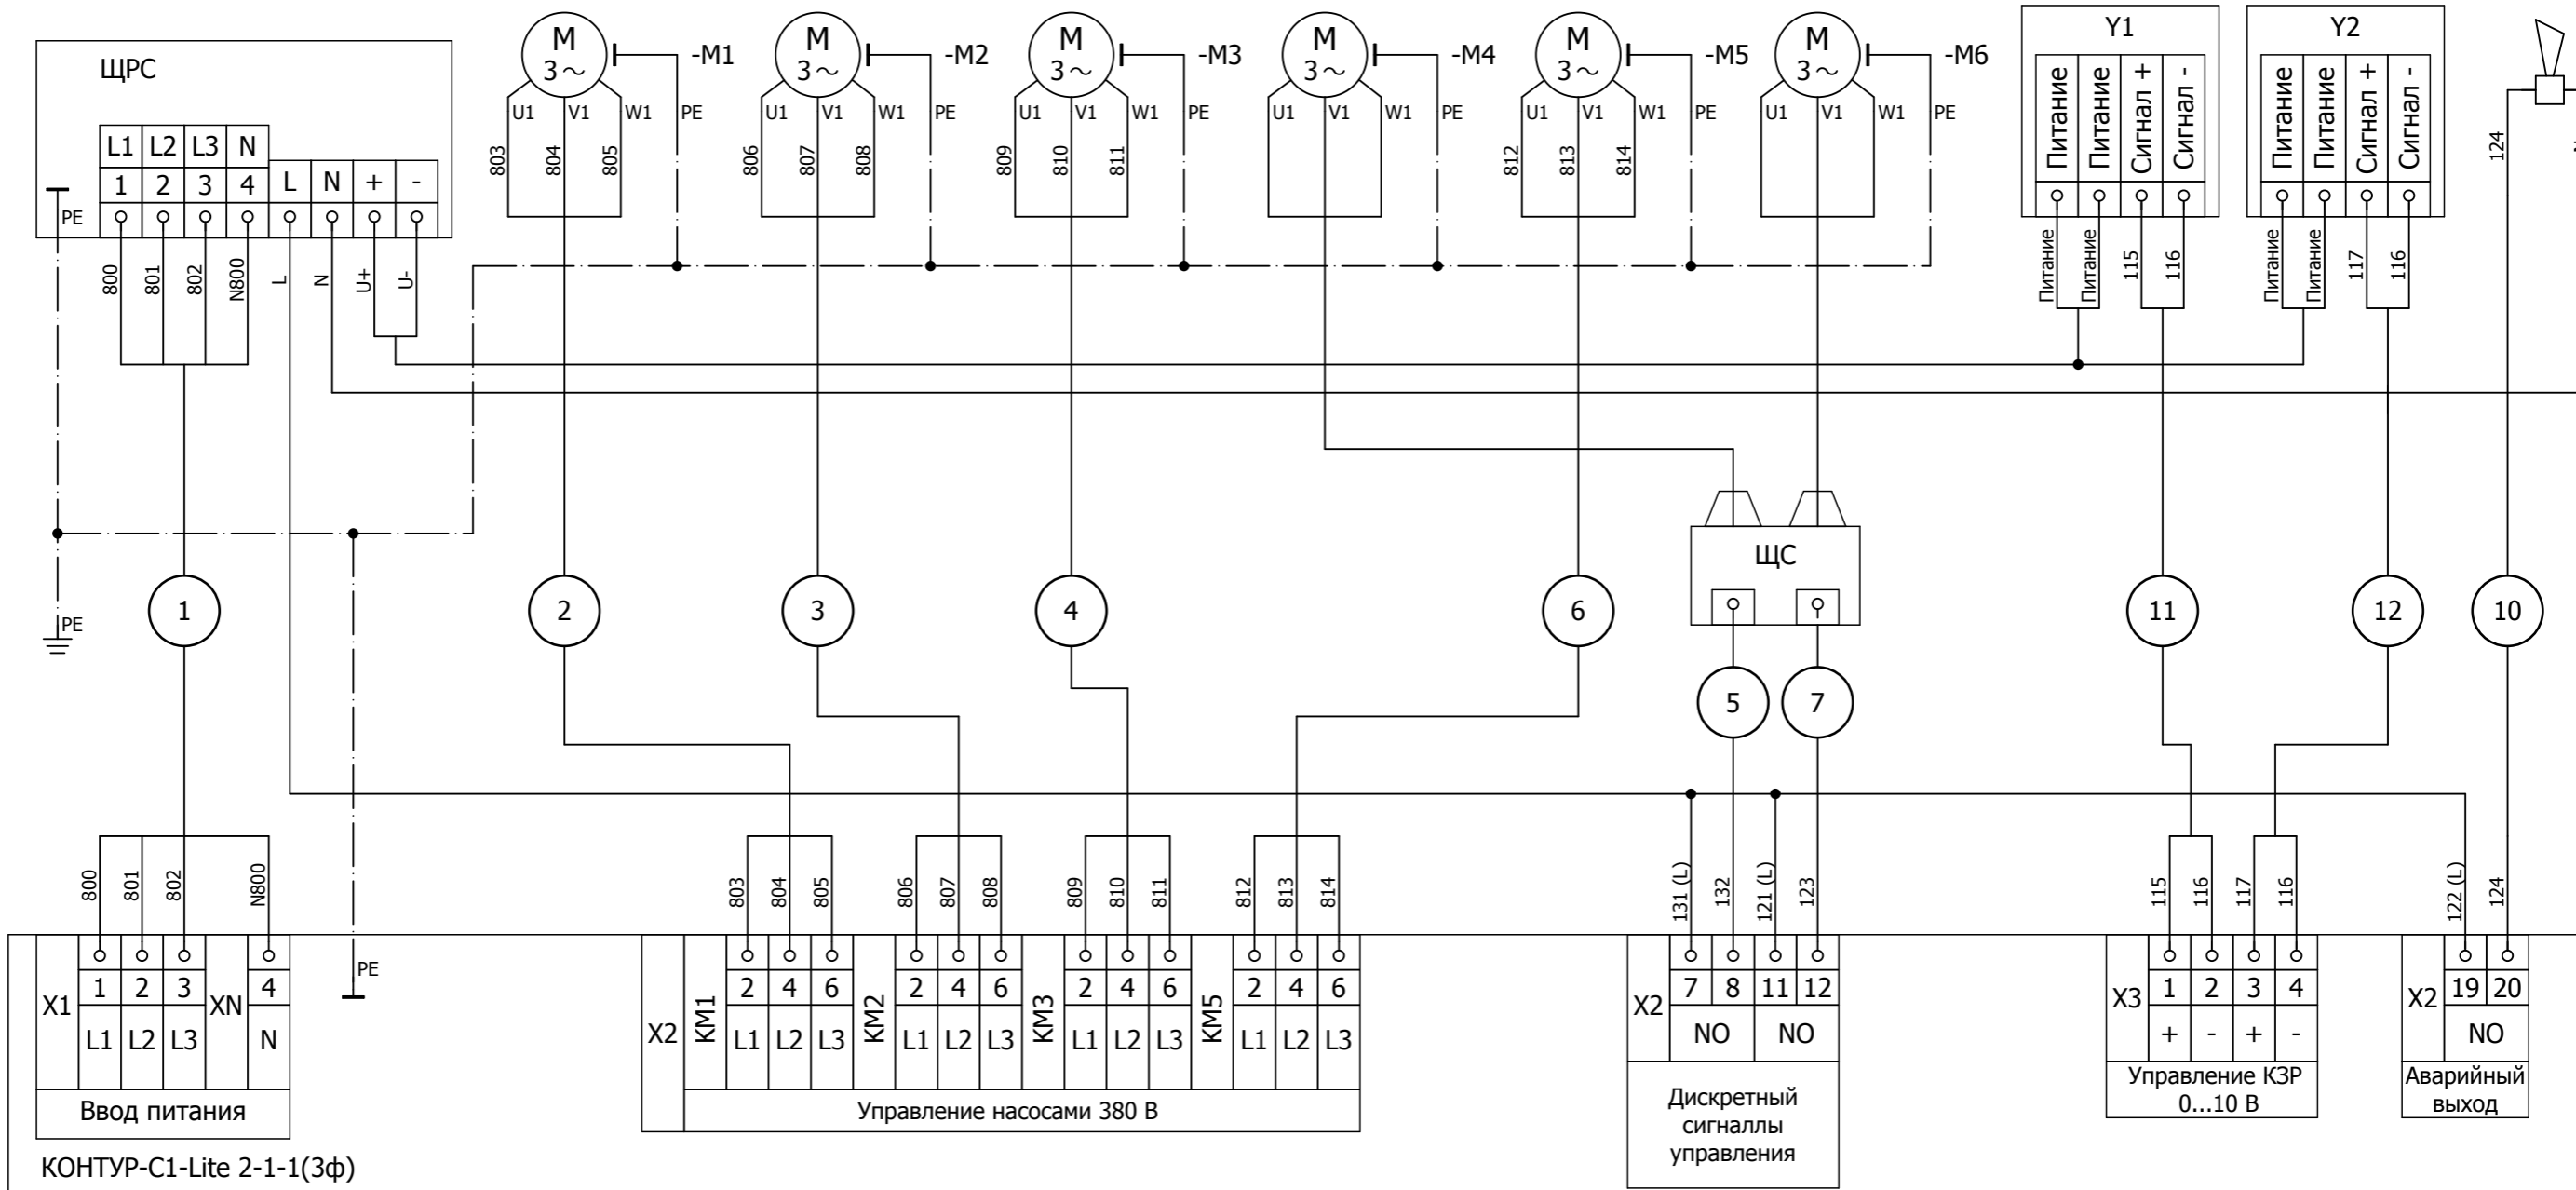 ЩРС
L1 L2 L3 N
1 2 3 4 L N + -
PE
800 801 802 N800 L N U+ U-
M 3~ -M1
U1 V1 W1 PE
803 804 805
M 3~ -M2
U1 V1 W1 PE
806 807 808
M 3~ -M3
U1 V1 W1 PE
809 810 811
M 3~ -M4
U1 V1 W1 PE
M 3~ -M5
U1 V1 W1 PE
812 813 814
M 3~ -M6
U1 V1 W1 PE
Y1
Питание Питание Сигнал + Сигнал -
Питание Питание 115 116
Y2
Питание Питание Сигнал + Сигнал -
Питание Питание 117 116
124
ЩС
PE
1 2 3 4 6 11 12 10
5 7
800 801 802 N800
PE
803 804 805 806 807 808 809 810 811 812 813 814
131 (L) 132 121 (L) 123
115 116 117 116
122 (L) 124
X1 1 2 3 XN 4
L1 L2 L3 N
Ввод питания
КОНТУР-С1-Lite 2-1-1(3ф)
X2 KM1 2 4 6 KM2 2 4 6 KM3 2 4 6 KM5 2 4 6
L1 L2 L3 L1 L2 L3 L1 L2 L3 L1 L2 L3
Управление насосами 380 В
X2 7 8 11 12
NO NO
Дискретный
сигналлы
управления
X3 1 2 3 4
+ - + -
Управление КЗР
0...10 В
X2 19 20
NO
Аварийный
выход